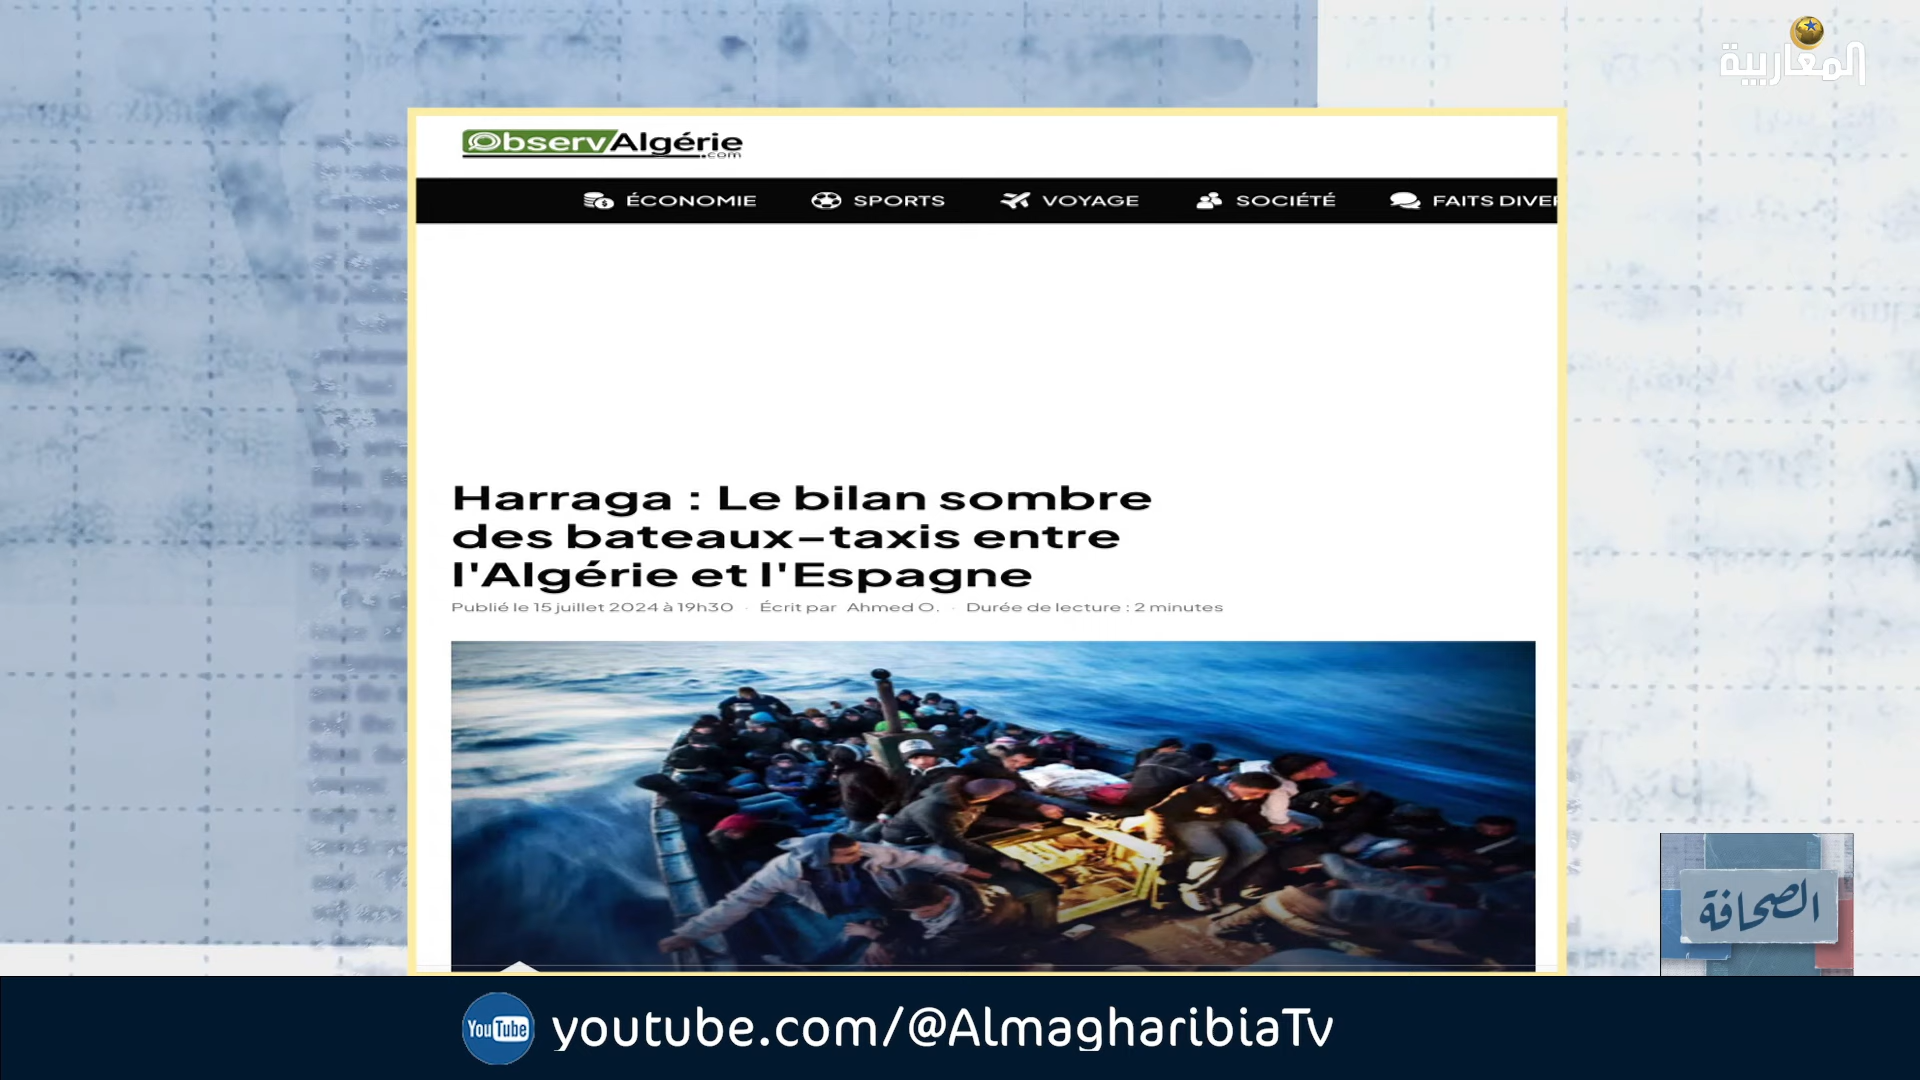 المغاربية
ObservAlgérie
.com
ÉCONOMIE SPORTS VOYAGE SOCIÉTÉ FAITS DIVER
Harraga : Le bilan sombre
des bateaux-taxis entre
l'Algérie et l'Espagne
Publié le 15 juillet 2024 à 19h30 · Écrit par Ahmed O. · Durée de lecture : 2 minutes
الصحافة
YouTube youtube.com/@AlmagharibiaTv